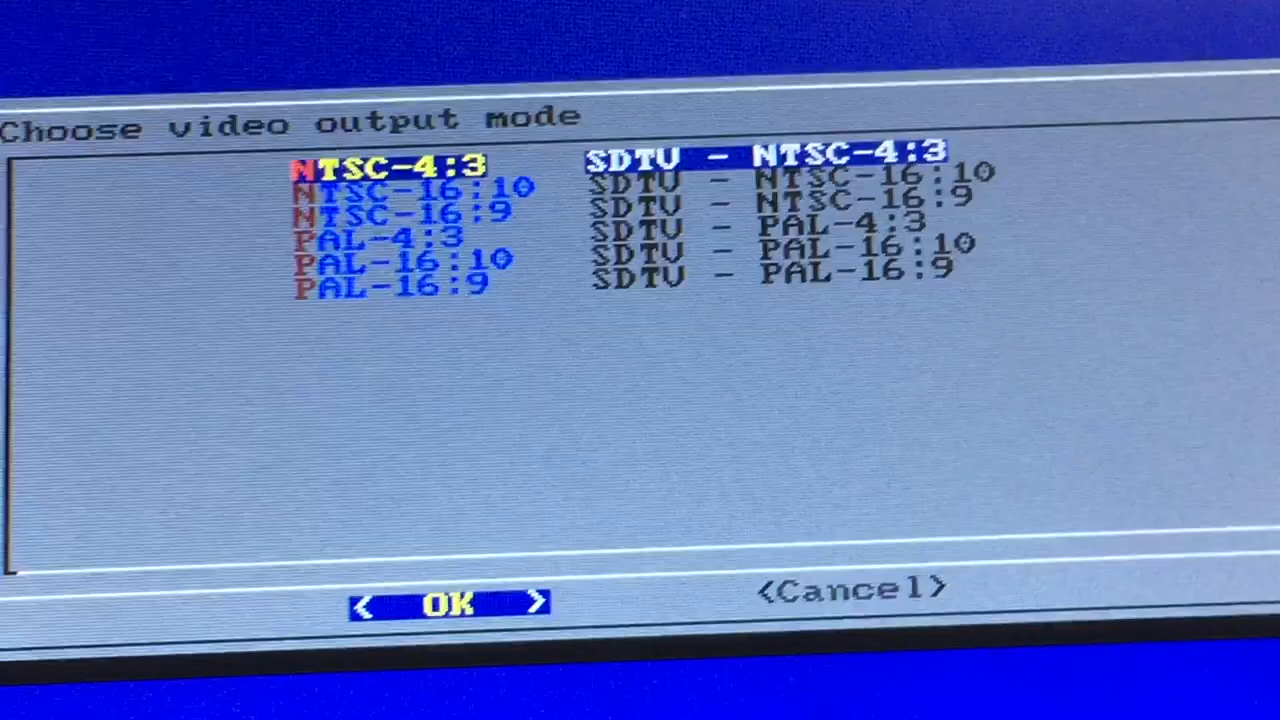 Choose video output mode
NTSC-4:3 SDTV - NTSC-4:3
NTSC-16:10 SDTV - NTSC-16:10
NTSC-16:9 SDTV - NTSC-16:9
PAL-4:3 SDTV - PAL-4:3
PAL-16:10 SDTV - PAL-16:10
PAL-16:9 SDTV - PAL-16:9
< OK > <Cancel>